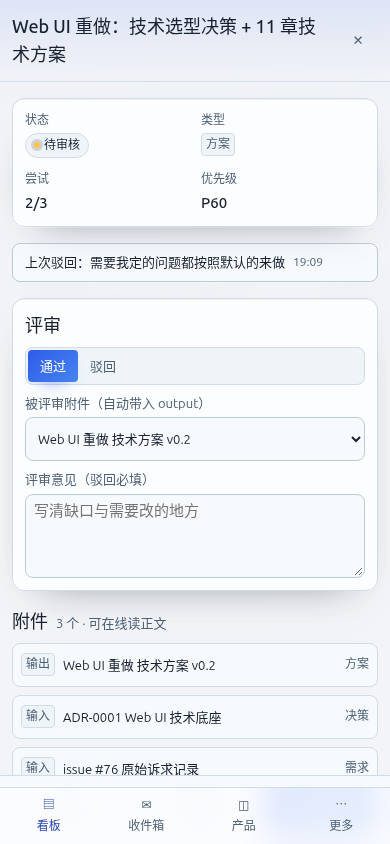 Web UI 重做：技术选型决策 + 11 章技
术方案
×
状态
类型
待审核
方案
尝试
优先级
2/3
P60
上次驳回：需要我定的问题都按照默认的来做 19:09
评审
通过 驳回
被评审附件（自动带入 output）
Web UI 重做 技术方案 v0.2
评审意见（驳回必填）
写清缺口与需要改的地方
附件 3 个 · 可在线读正文
输出 Web UI 重做 技术方案 v0.2 方案
输入 ADR-0001 Web UI 技术底座 决策
输入 issue #76 原始诉求记录 需求
看板 收件箱 产品 更多